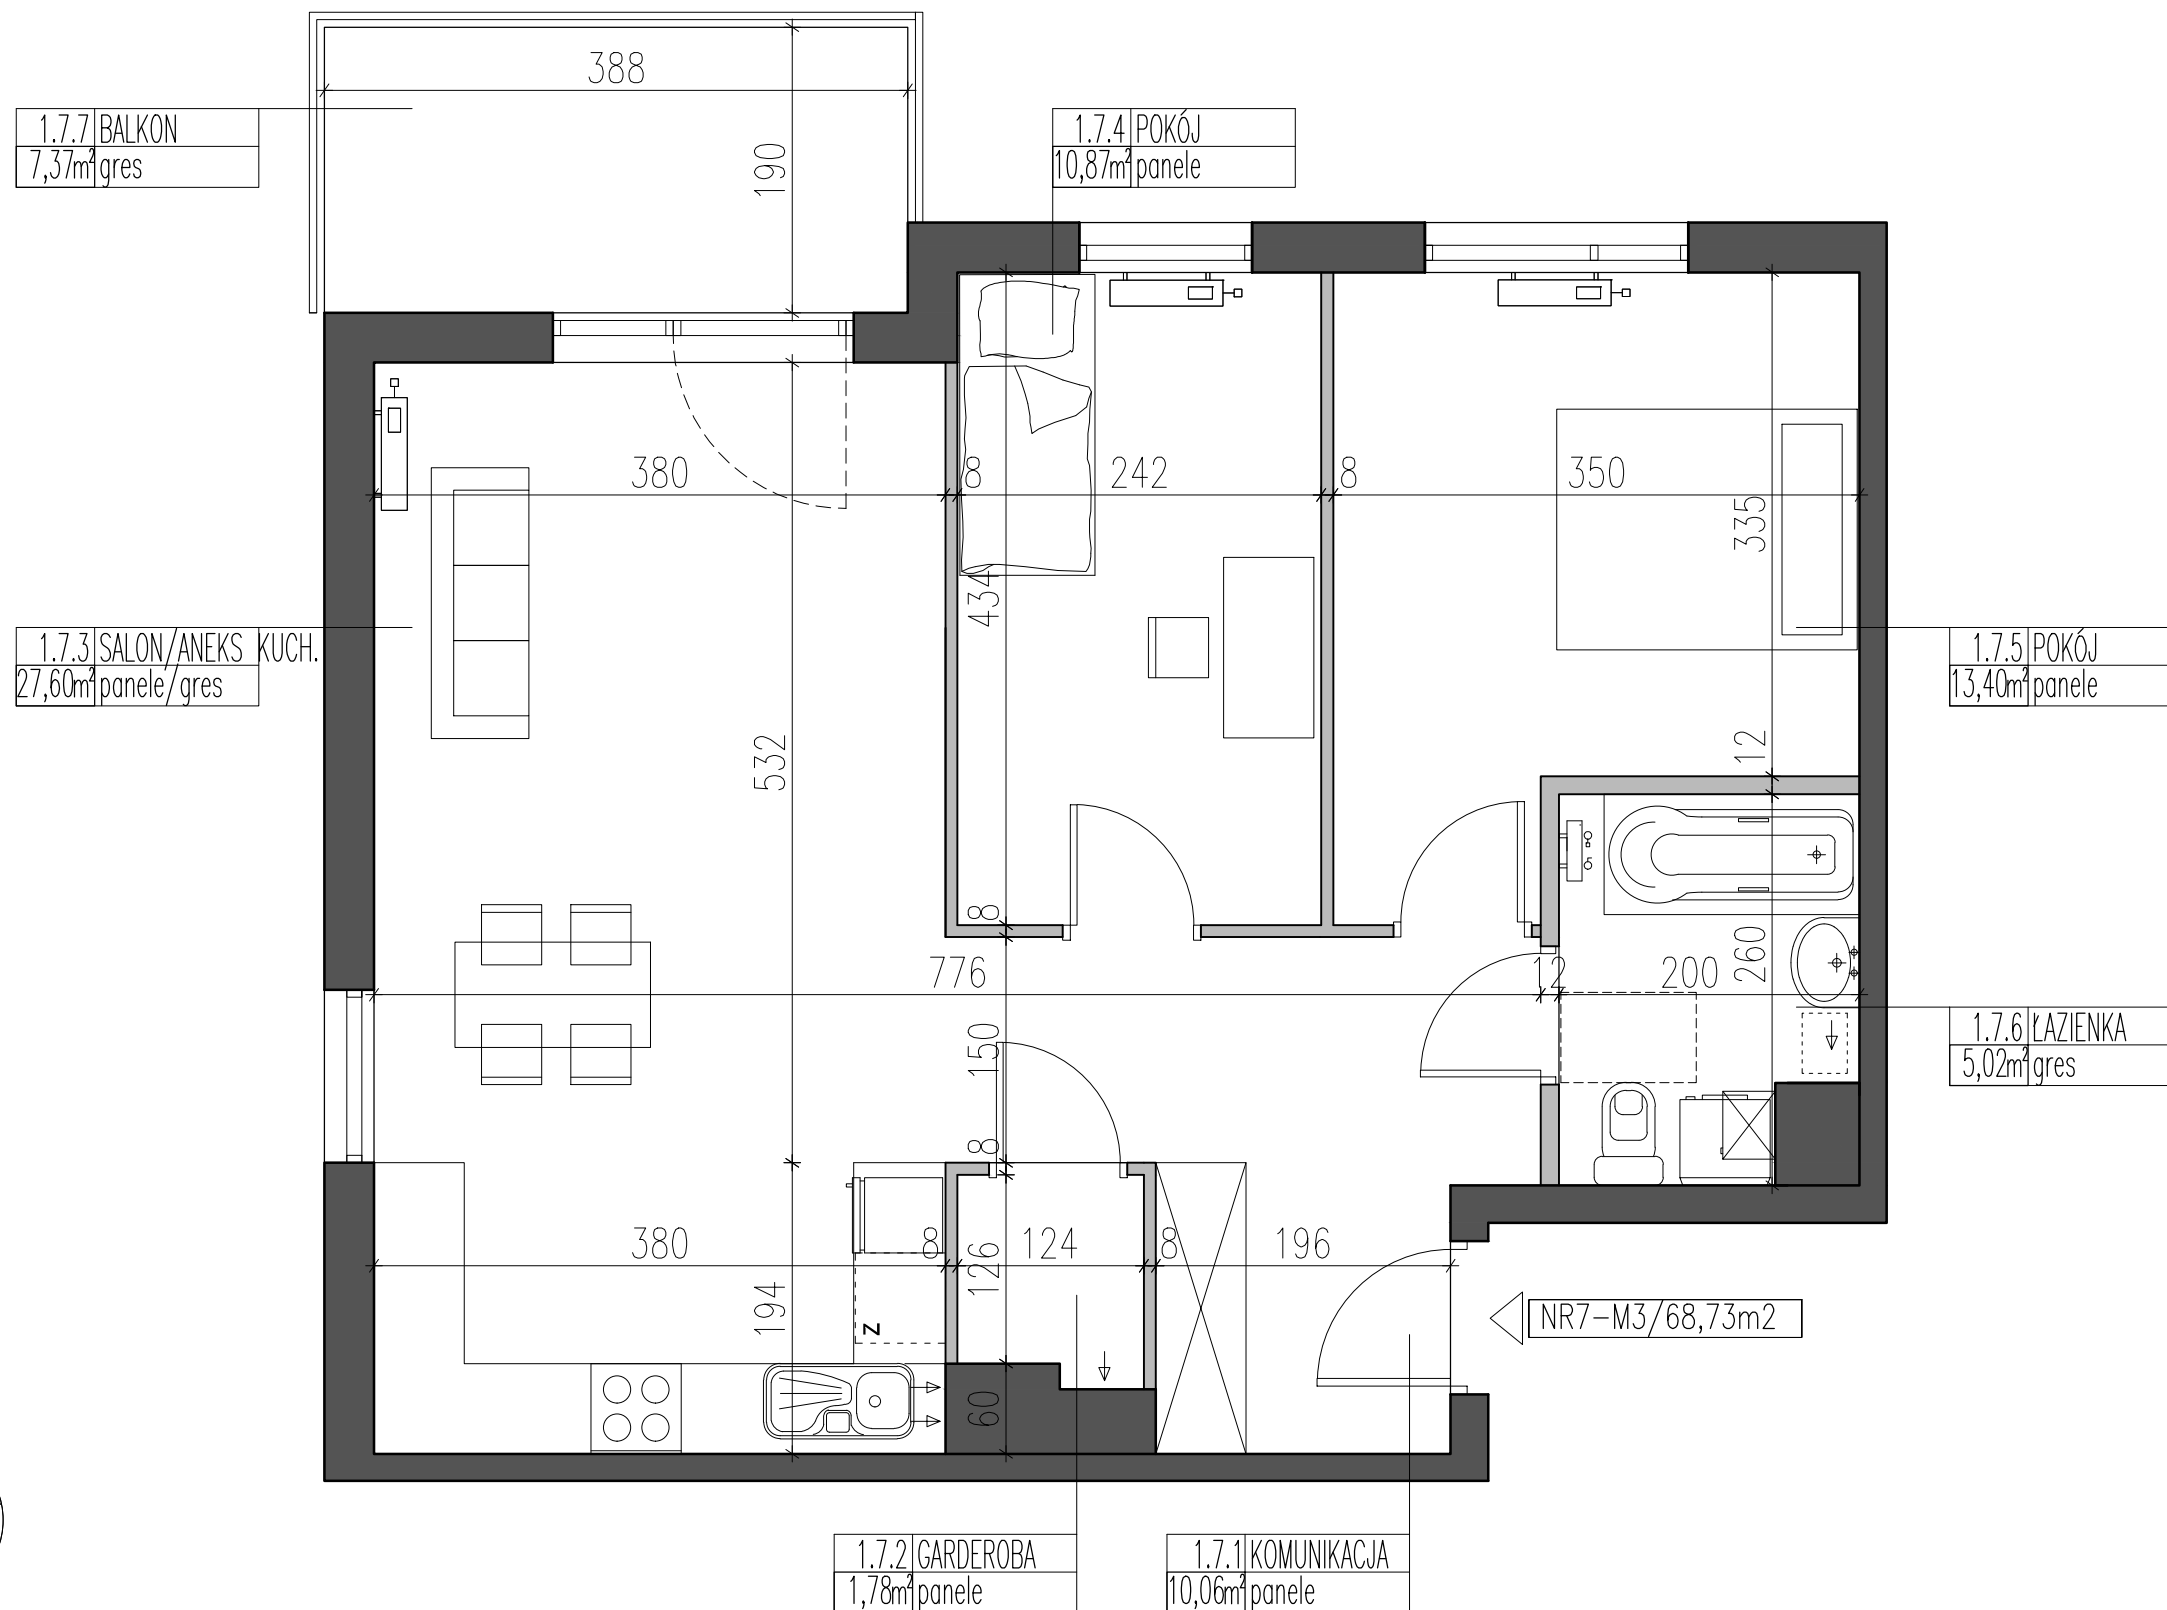 388
1.7.7 BALKON
7,37m² gres
1.7.4 POKÓJ
10,87m² panele
190
380
8
242
8
350
335
434
1.7.3 SALON/ANEKS KUCH.
27,60m² panele/gres
1.7.5 POKÓJ
13,40m² panele
532
12
8
776
12
200
260
1.7.6 ŁAZIENKA
5,02m² gres
150
8
380
8
124
8
196
126
194
z
NR7-M3/68,73m2
60
1.7.2 GARDEROBA
1,78m² panele
1.7.1 KOMUNIKACJA
10,06m² panele